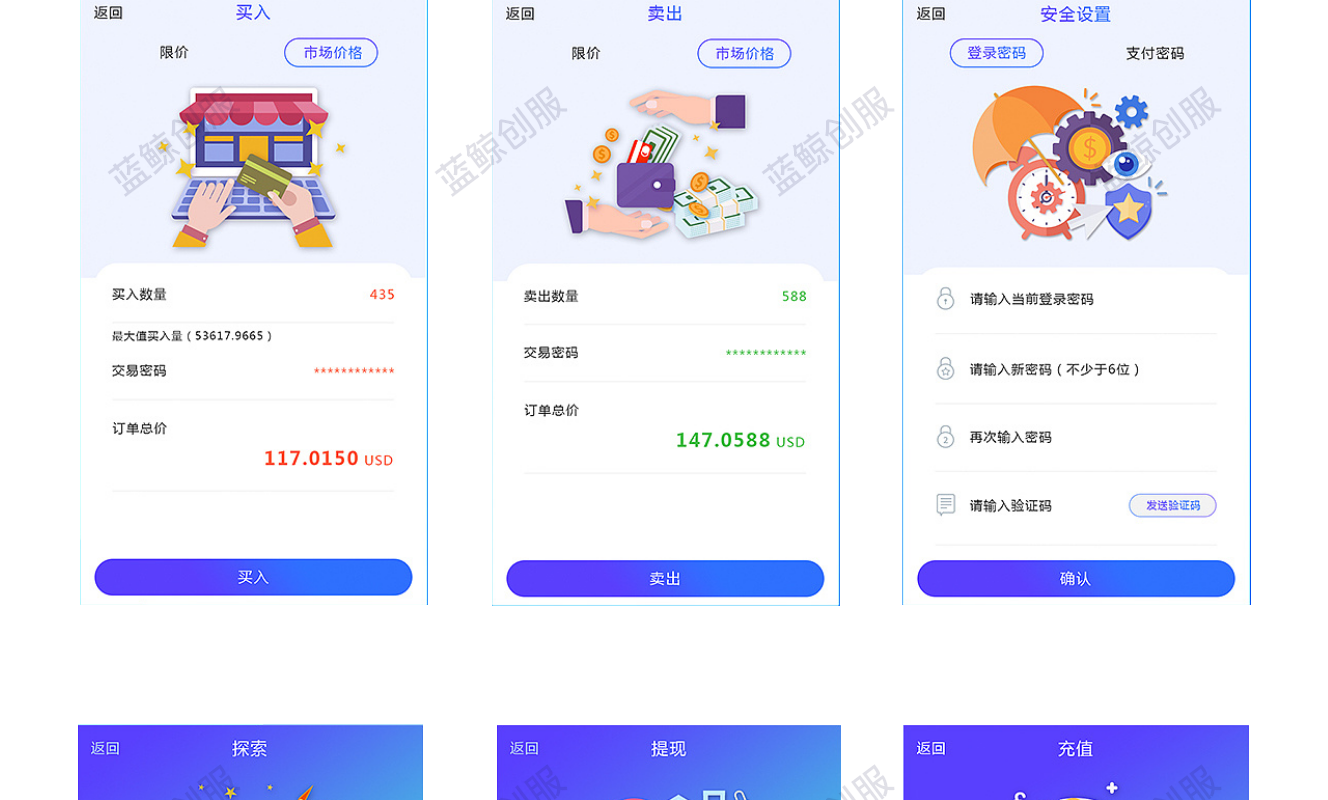 返回
买入
限价
市场价格
买入数量
435
最大值买入量（53617.9665）
交易密码
************
订单总价
117.0150 USD
买入
返回
卖出
限价
市场价格
卖出数量
588
交易密码
************
订单总价
147.0588 USD
卖出
返回
安全设置
登录密码
支付密码
请输入当前登录密码
请输入新密码（不少于6位）
2
再次输入密码
请输入验证码
发送验证码
确认
蓝鲸创服
蓝鲸创服
蓝鲸创服
蓝鲸创服
返回
探索
返回
提现
返回
充值